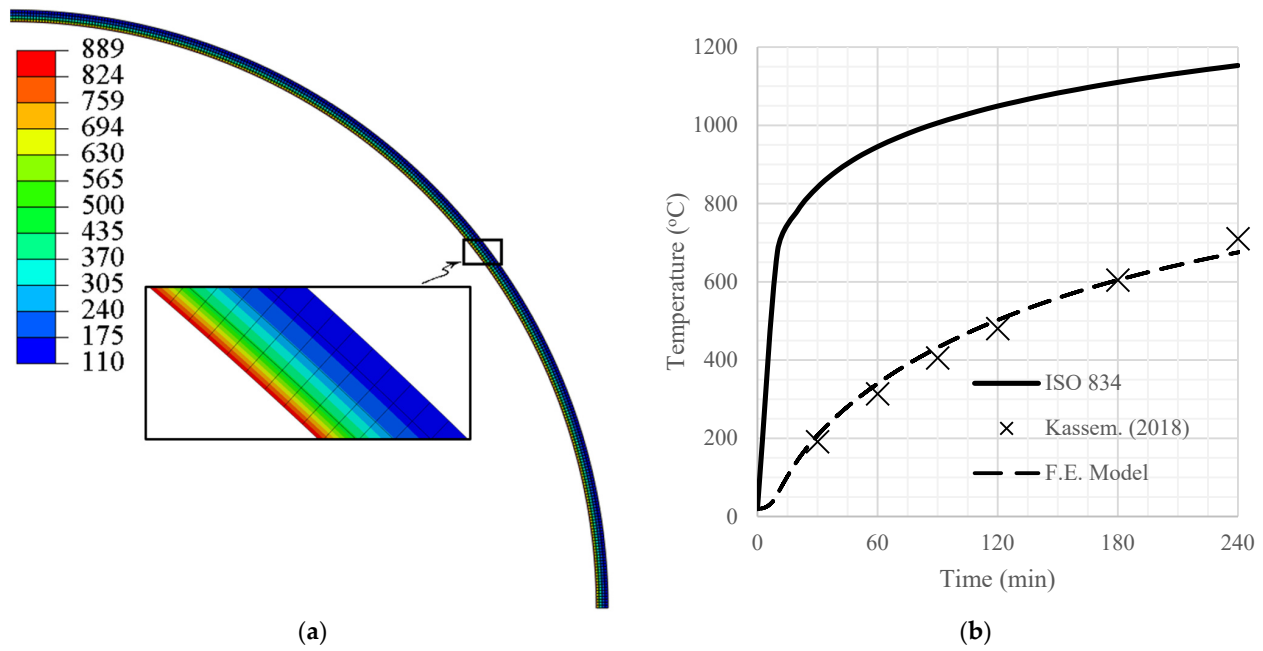 889
824
759
694
630
565
500
435
370
305
240
175
110
(a)
1200
1000
800
600
400
200
0
Temperature (°C)
ISO 834
Kassem. (2018)
F.E. Model
0 60 120 180 240
Time (min)
(b)